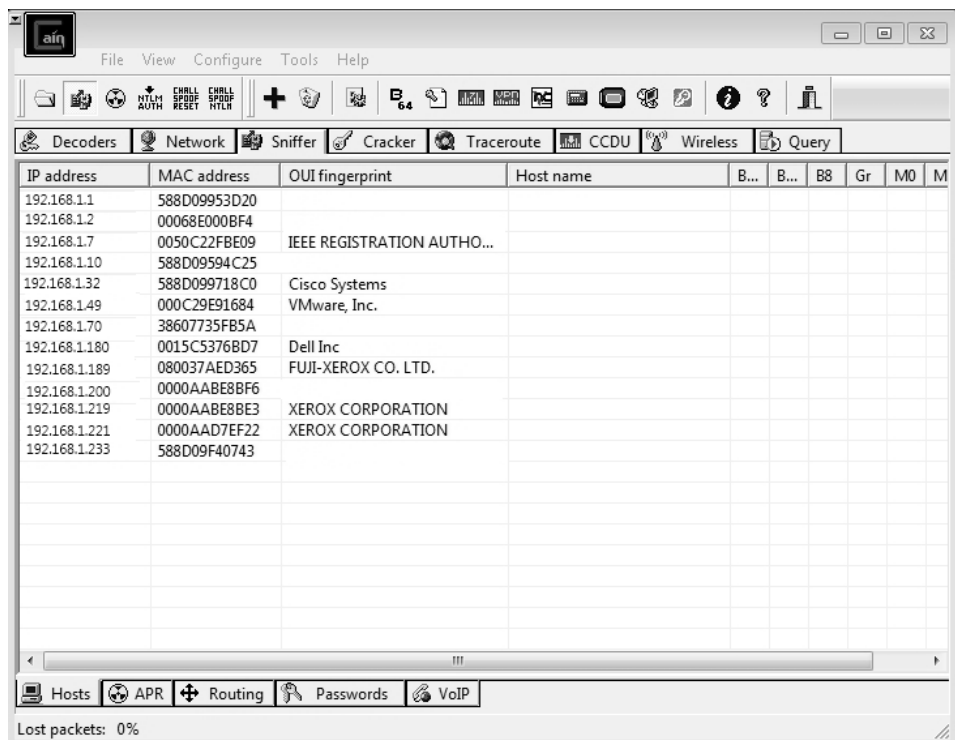 aín
File View Configure Tools Help
NTLM AUTH CHALL SPOOF RESET CHALL SPOOF NTLM B 64
Decoders Network Sniffer Cracker Traceroute CCDU Wireless Query
IP address MAC address OUI fingerprint Host name B... B... B8 Gr M0 M
192.168.1.1 588D09953D20
192.168.1.2 00068E000BF4
192.168.1.7 0050C22FBE09 IEEE REGISTRATION AUTHO...
192.168.1.10 588D09594C25
192.168.1.32 588D099718C0 Cisco Systems
192.168.1.49 000C29E91684 VMware, Inc.
192.168.1.70 38607735FB5A
192.168.1.180 0015C5376BD7 Dell Inc
192.168.1.189 080037AED365 FUJI-XEROX CO. LTD.
192.168.1.200 0000AABE8BF6
192.168.1.219 0000AABE8BE3 XEROX CORPORATION
192.168.1.221 0000AAD7EF22 XEROX CORPORATION
192.168.1.233 588D09F40743
Hosts APR Routing Passwords VoIP
Lost packets: 0%